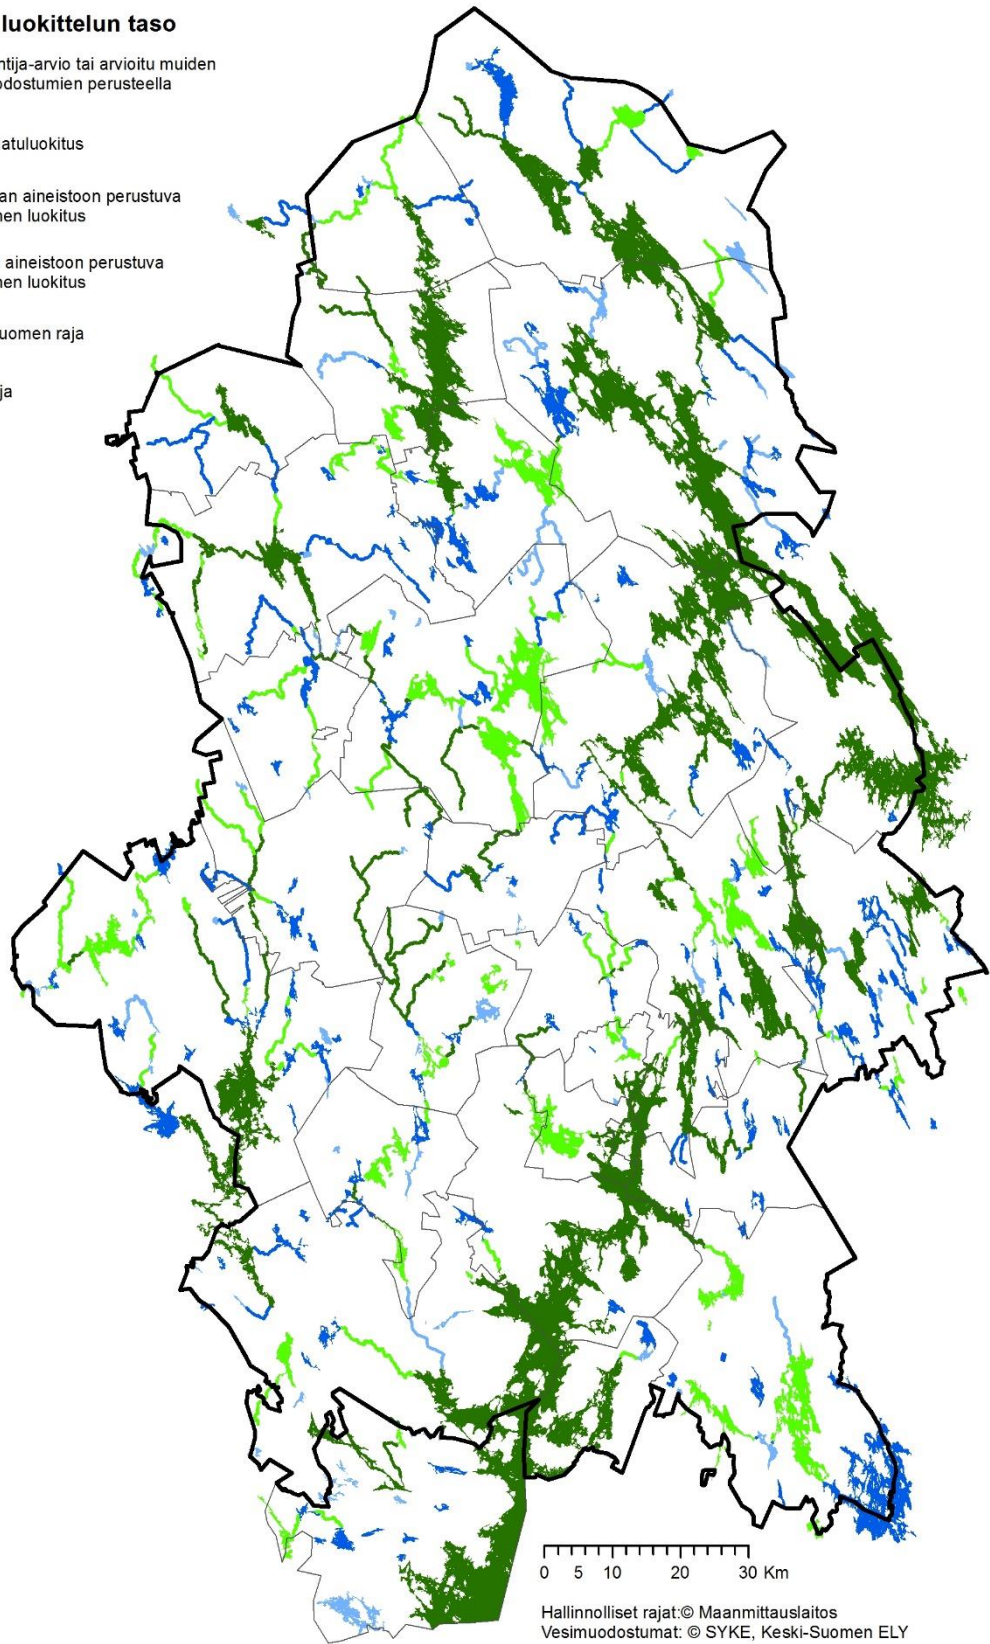 luokittelun taso
ntija-arvio tai arvioitu muiden
odostumien perusteella
atuluokitus
an aineistoon perustuva
nen luokitus
aineistoon perustuva
nen luokitus
uomen raja
ja
0 5 10 20 30 Km
Hallinnolliset rajat:© Maanmittauslaitos
Vesimuodostumat: © SYKE, Keski-Suomen ELY